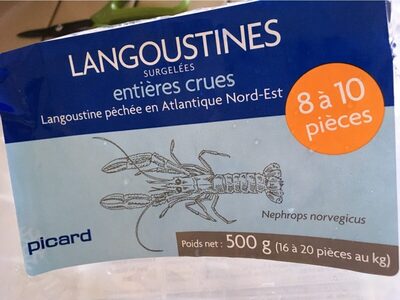 LANGOUSTINES
SURGELÉES
entières crues
Langoustine pêchée en Atlantique Nord-Est
8 à 10
pièces
Nephrops norvegicus
picard
Poids net : 500 g (16 à 20 pièces au kg)